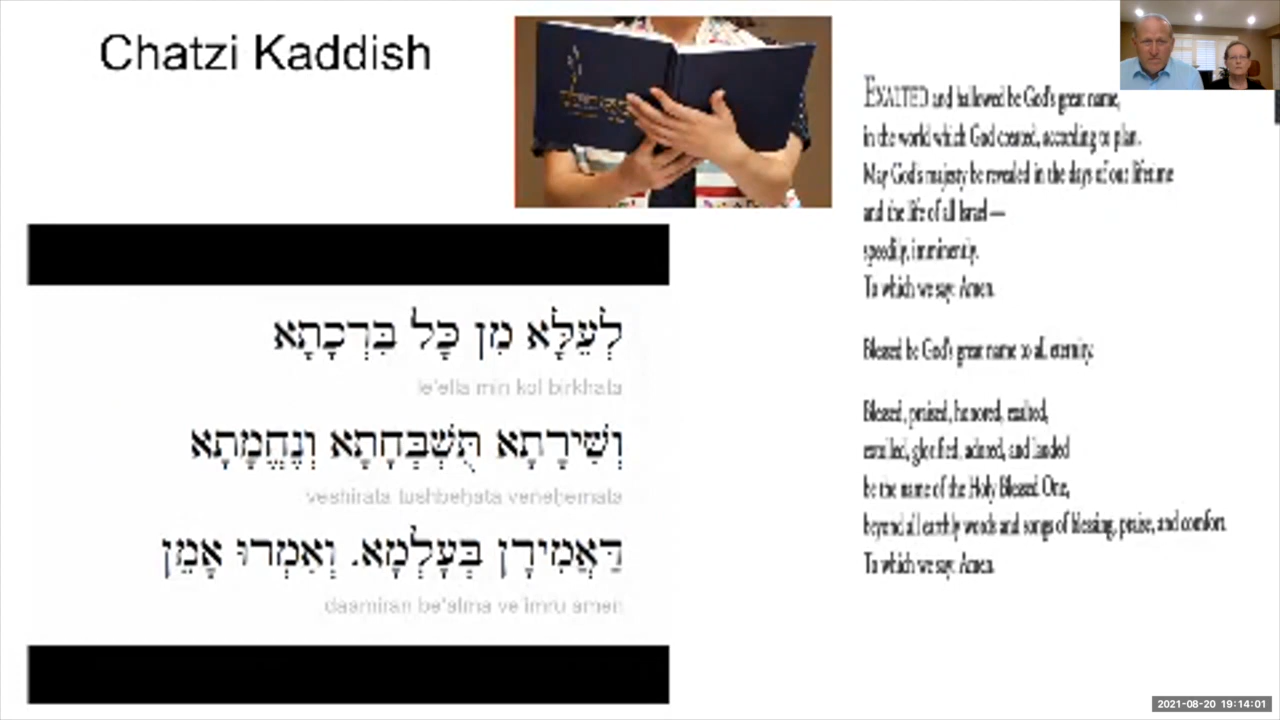 Chatzi Kaddish
לְעֵלָּא מִן כָּל בִּרְכָתָא
le'ella min kol birkhata
וְשִׁירָתָא תֻּשְׁבְּחָתָא וְנֶחֱמָתָא
veshirata tushbeḥata veneḥemata
דַּאֲמִירָן בְּעָלְמָא. וְאִמְרוּ אָמֵן
daamiran be'alma ve imru amen
EXALTED and hallowed be God's great name,
in the world which God created, according to plan.
May God's majesty be revealed in the days of our lifetime
and the life of all Israel —
speedily, imminently.
To which we say: Amen.
Blessed be God's great name to all eternity.
Blessed, praised, honored, exalted,
extolled, glorified, adored, and lauded
be the name of the Holy Blessed One,
beyond all earthly words and songs of blessing, praise, and comfort.
To which we say: Amen.
2021-08-20 19:14:01